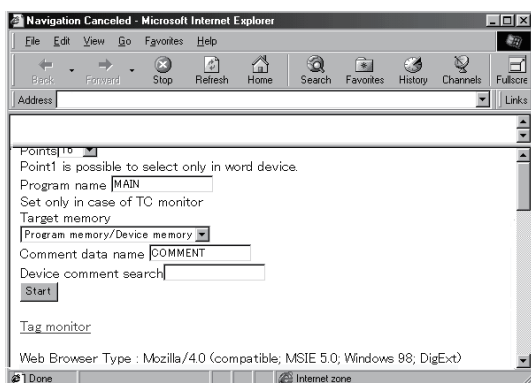 Navigation Canceled - Microsoft Internet Explorer
File Edit View Go Favorites Help
Back Forward Stop Refresh Home Search Favorites History Channels Fullscre
Address Links
Points 16
Point1 is possible to select only in word device.
Program name MAIN
Set only in case of TC monitor
Target memory
Program memory/Device memory
Comment data name COMMENT
Device comment search
Start
Tag monitor
Web Browser Type : Mozilla/4.0 (compatible; MSIE 5.0; Windows 98; DigExt)
Done Internet zone